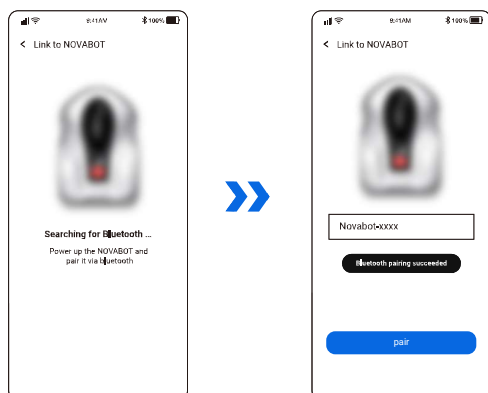 9:41AM 100%
< Link to NOVABOT
Searching for Bluetooth ...
Power up the NOVABOT and
pair it via bluetooth
9:41AM 100%
< Link to NOVABOT
Novabot-xxxx
Bluetooth pairing succeeded
pair